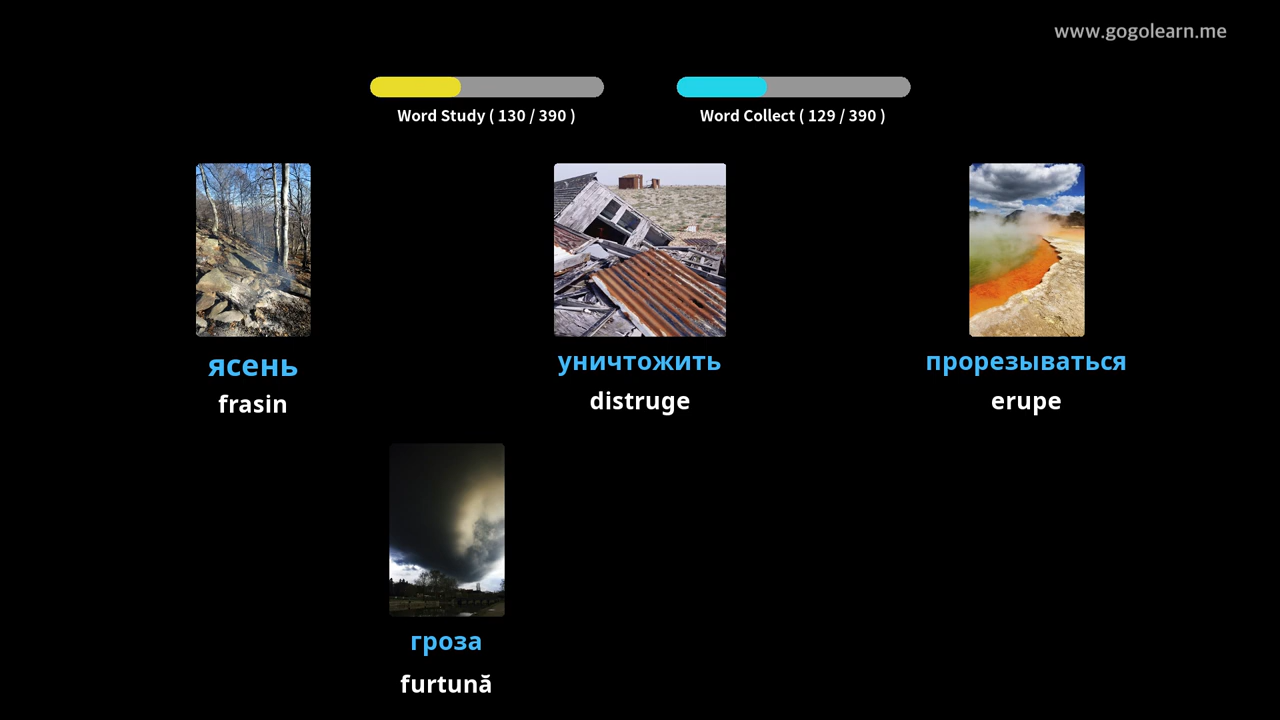 www.gogolearn.me
Word Study ( 130 / 390 )
Word Collect ( 129 / 390 )
ясень
frasin
уничтожить
distruge
прорезываться
erupe
гроза
furtună